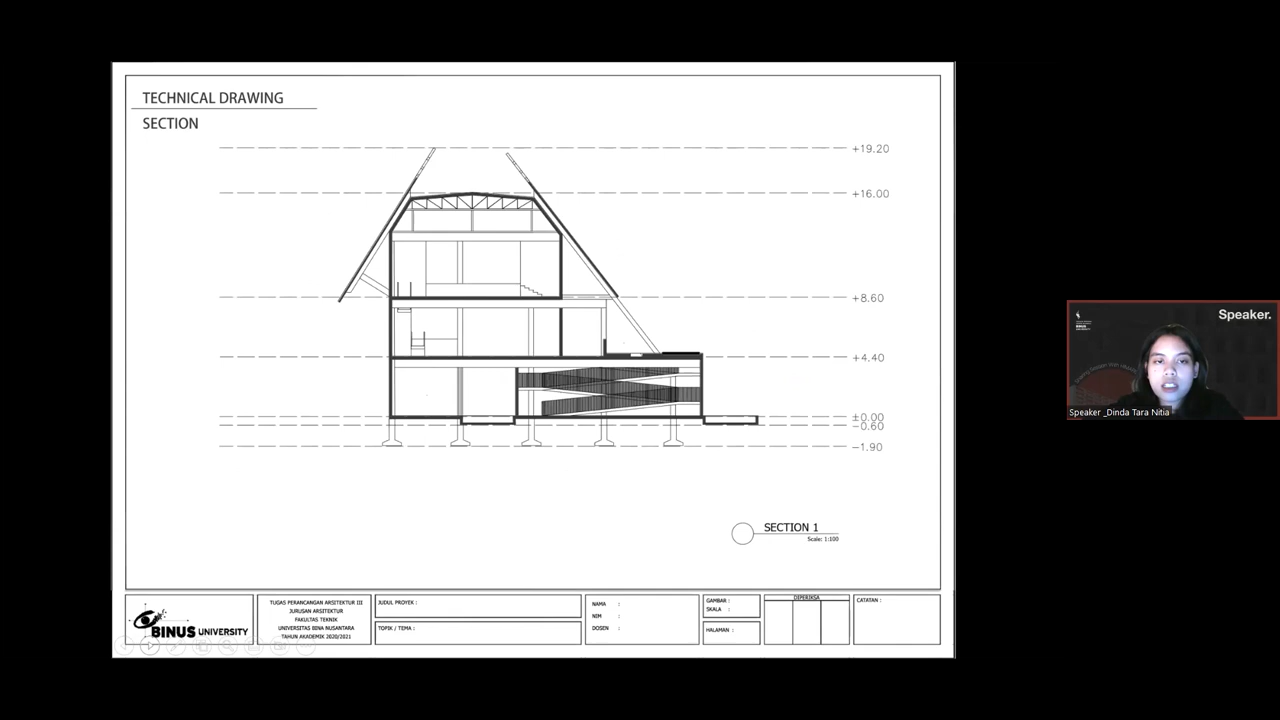 TECHNICAL DRAWING
SECTION
+19.20
+16.00
+8.60
+4.40
±0.00
−0.60
−1.90
SECTION 1
Scale: 1:100
BINUS UNIVERSITY
TUGAS PERANCANGAN ARSITEKTUR III
JURUSAN ARSITEKTUR
FAKULTAS TEKNIK
UNIVERSITAS BINA NUSANTARA
TAHUN AKADEMIK 2020/2021
JUDUL PROYEK :
TOPIK / TEMA :
NAMA :
NIM :
DOSEN :
GAMBAR :
SKALA :
HALAMAN :
DIPERIKSA
CATATAN :
Speaker.
BINUS
Speaker _Dinda Tara Nitia